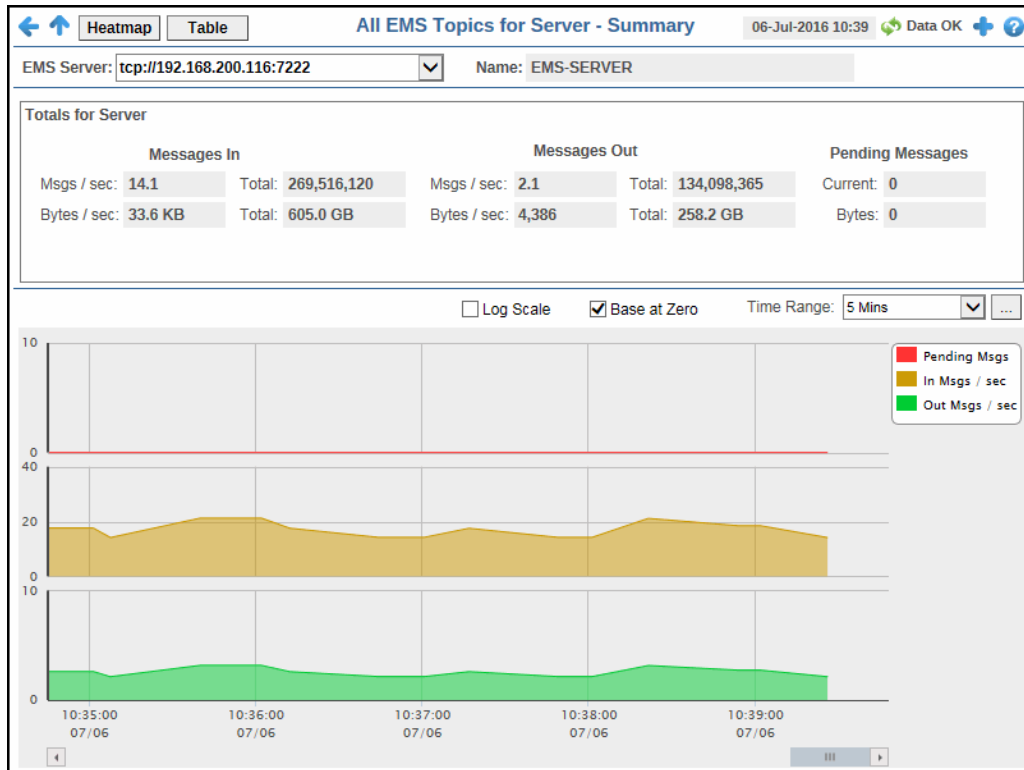 Heatmap Table All EMS Topics for Server - Summary 06-Jul-2016 10:39 Data OK ?
EMS Server: tcp://192.168.200.116:7222 Name: EMS-SERVER
Totals for Server
Messages In Messages Out Pending Messages
Msgs / sec: 14.1 Total: 269,516,120 Msgs / sec: 2.1 Total: 134,098,365 Current: 0
Bytes / sec: 33.6 KB Total: 605.0 GB Bytes / sec: 4,386 Total: 258.2 GB Bytes: 0
Log Scale Base at Zero Time Range: 5 Mins ...
10
0
Pending Msgs
In Msgs / sec
Out Msgs / sec
40
20
0
10
0
10:35:00 10:36:00 10:37:00 10:38:00 10:39:00
07/06 07/06 07/06 07/06 07/06